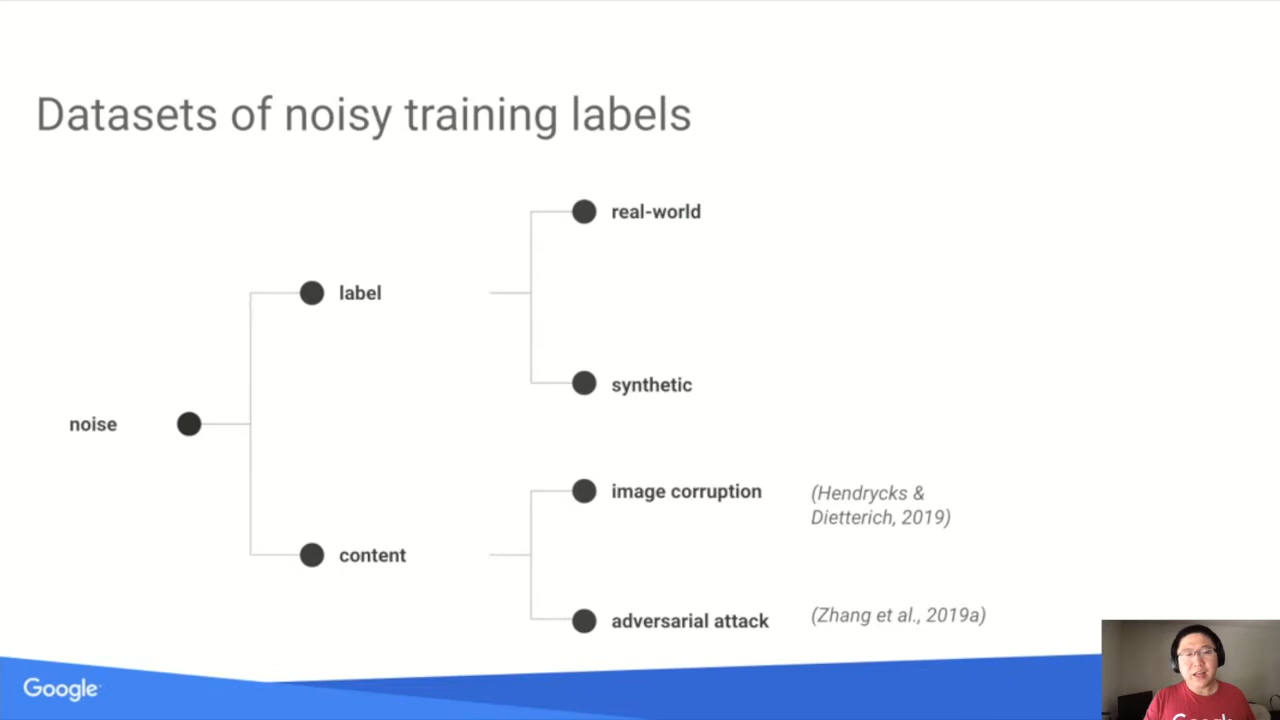 Datasets of noisy training labels
real-world
label
synthetic
noise
image corruption
(Hendrycks &
Dietterich, 2019)
content
adversarial attack
(Zhang et al., 2019a)
Google